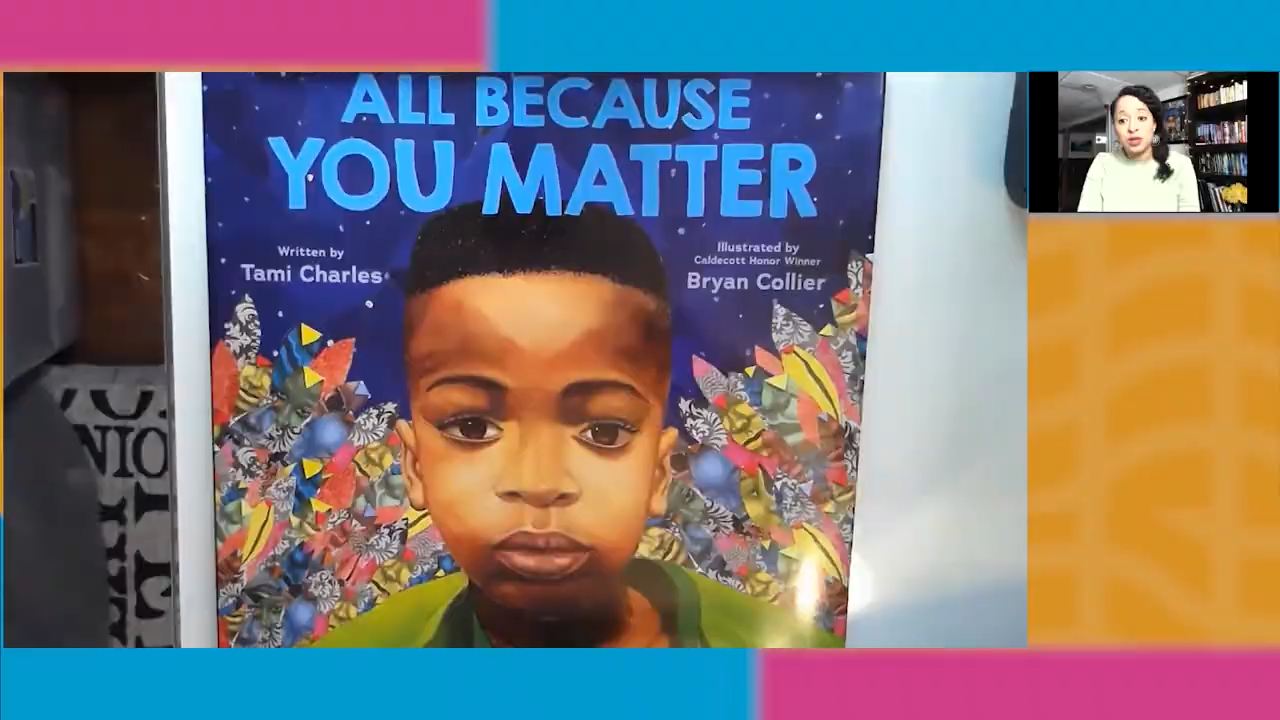 ALL BECAUSE
YOU MATTER
Written by
Tami Charles
Illustrated by
Caldecott Honor Winner
Bryan Collier